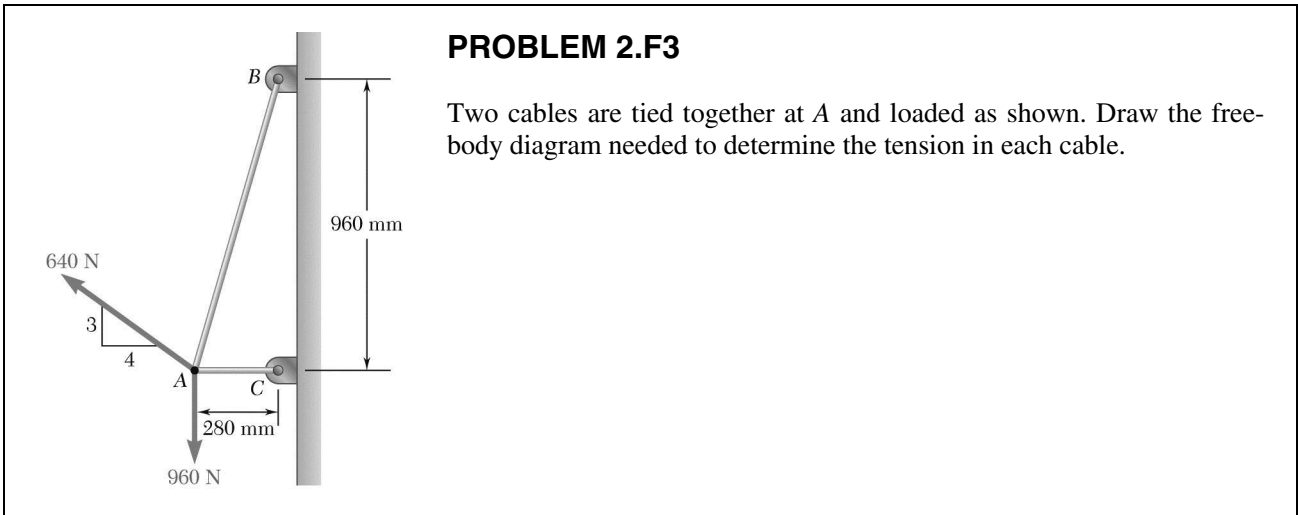 PROBLEM 2.F3
Two cables are tied together at A and loaded as shown. Draw the free-
body diagram needed to determine the tension in each cable.
B
960 mm
640 N
3
4
A
C
280 mm
960 N